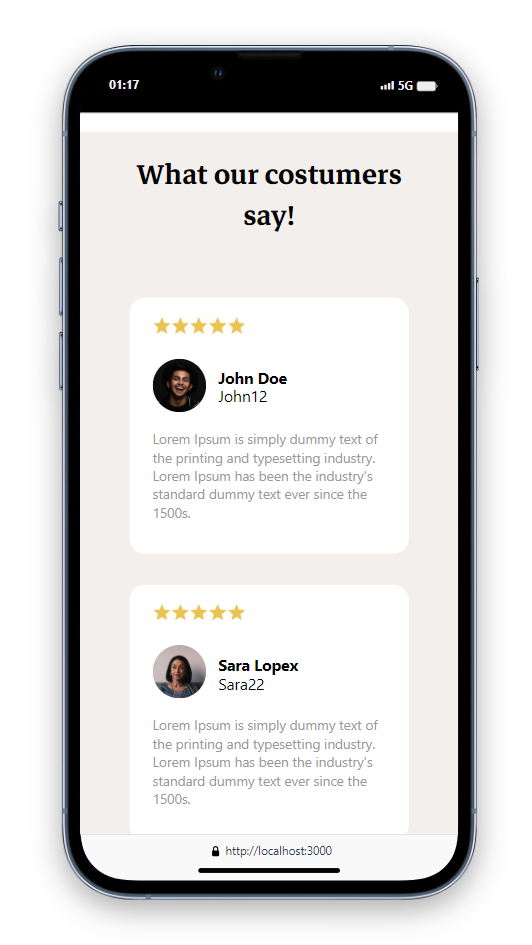 01:17
5G
What our costumers
say!
John Doe
John12
Lorem Ipsum is simply dummy text of
the printing and typesetting industry.
Lorem Ipsum has been the industry's
standard dummy text ever since the
1500s.
Sara Lopex
Sara22
Lorem Ipsum is simply dummy text of
the printing and typesetting industry.
Lorem Ipsum has been the industry's
standard dummy text ever since the
1500s.
http://localhost:3000